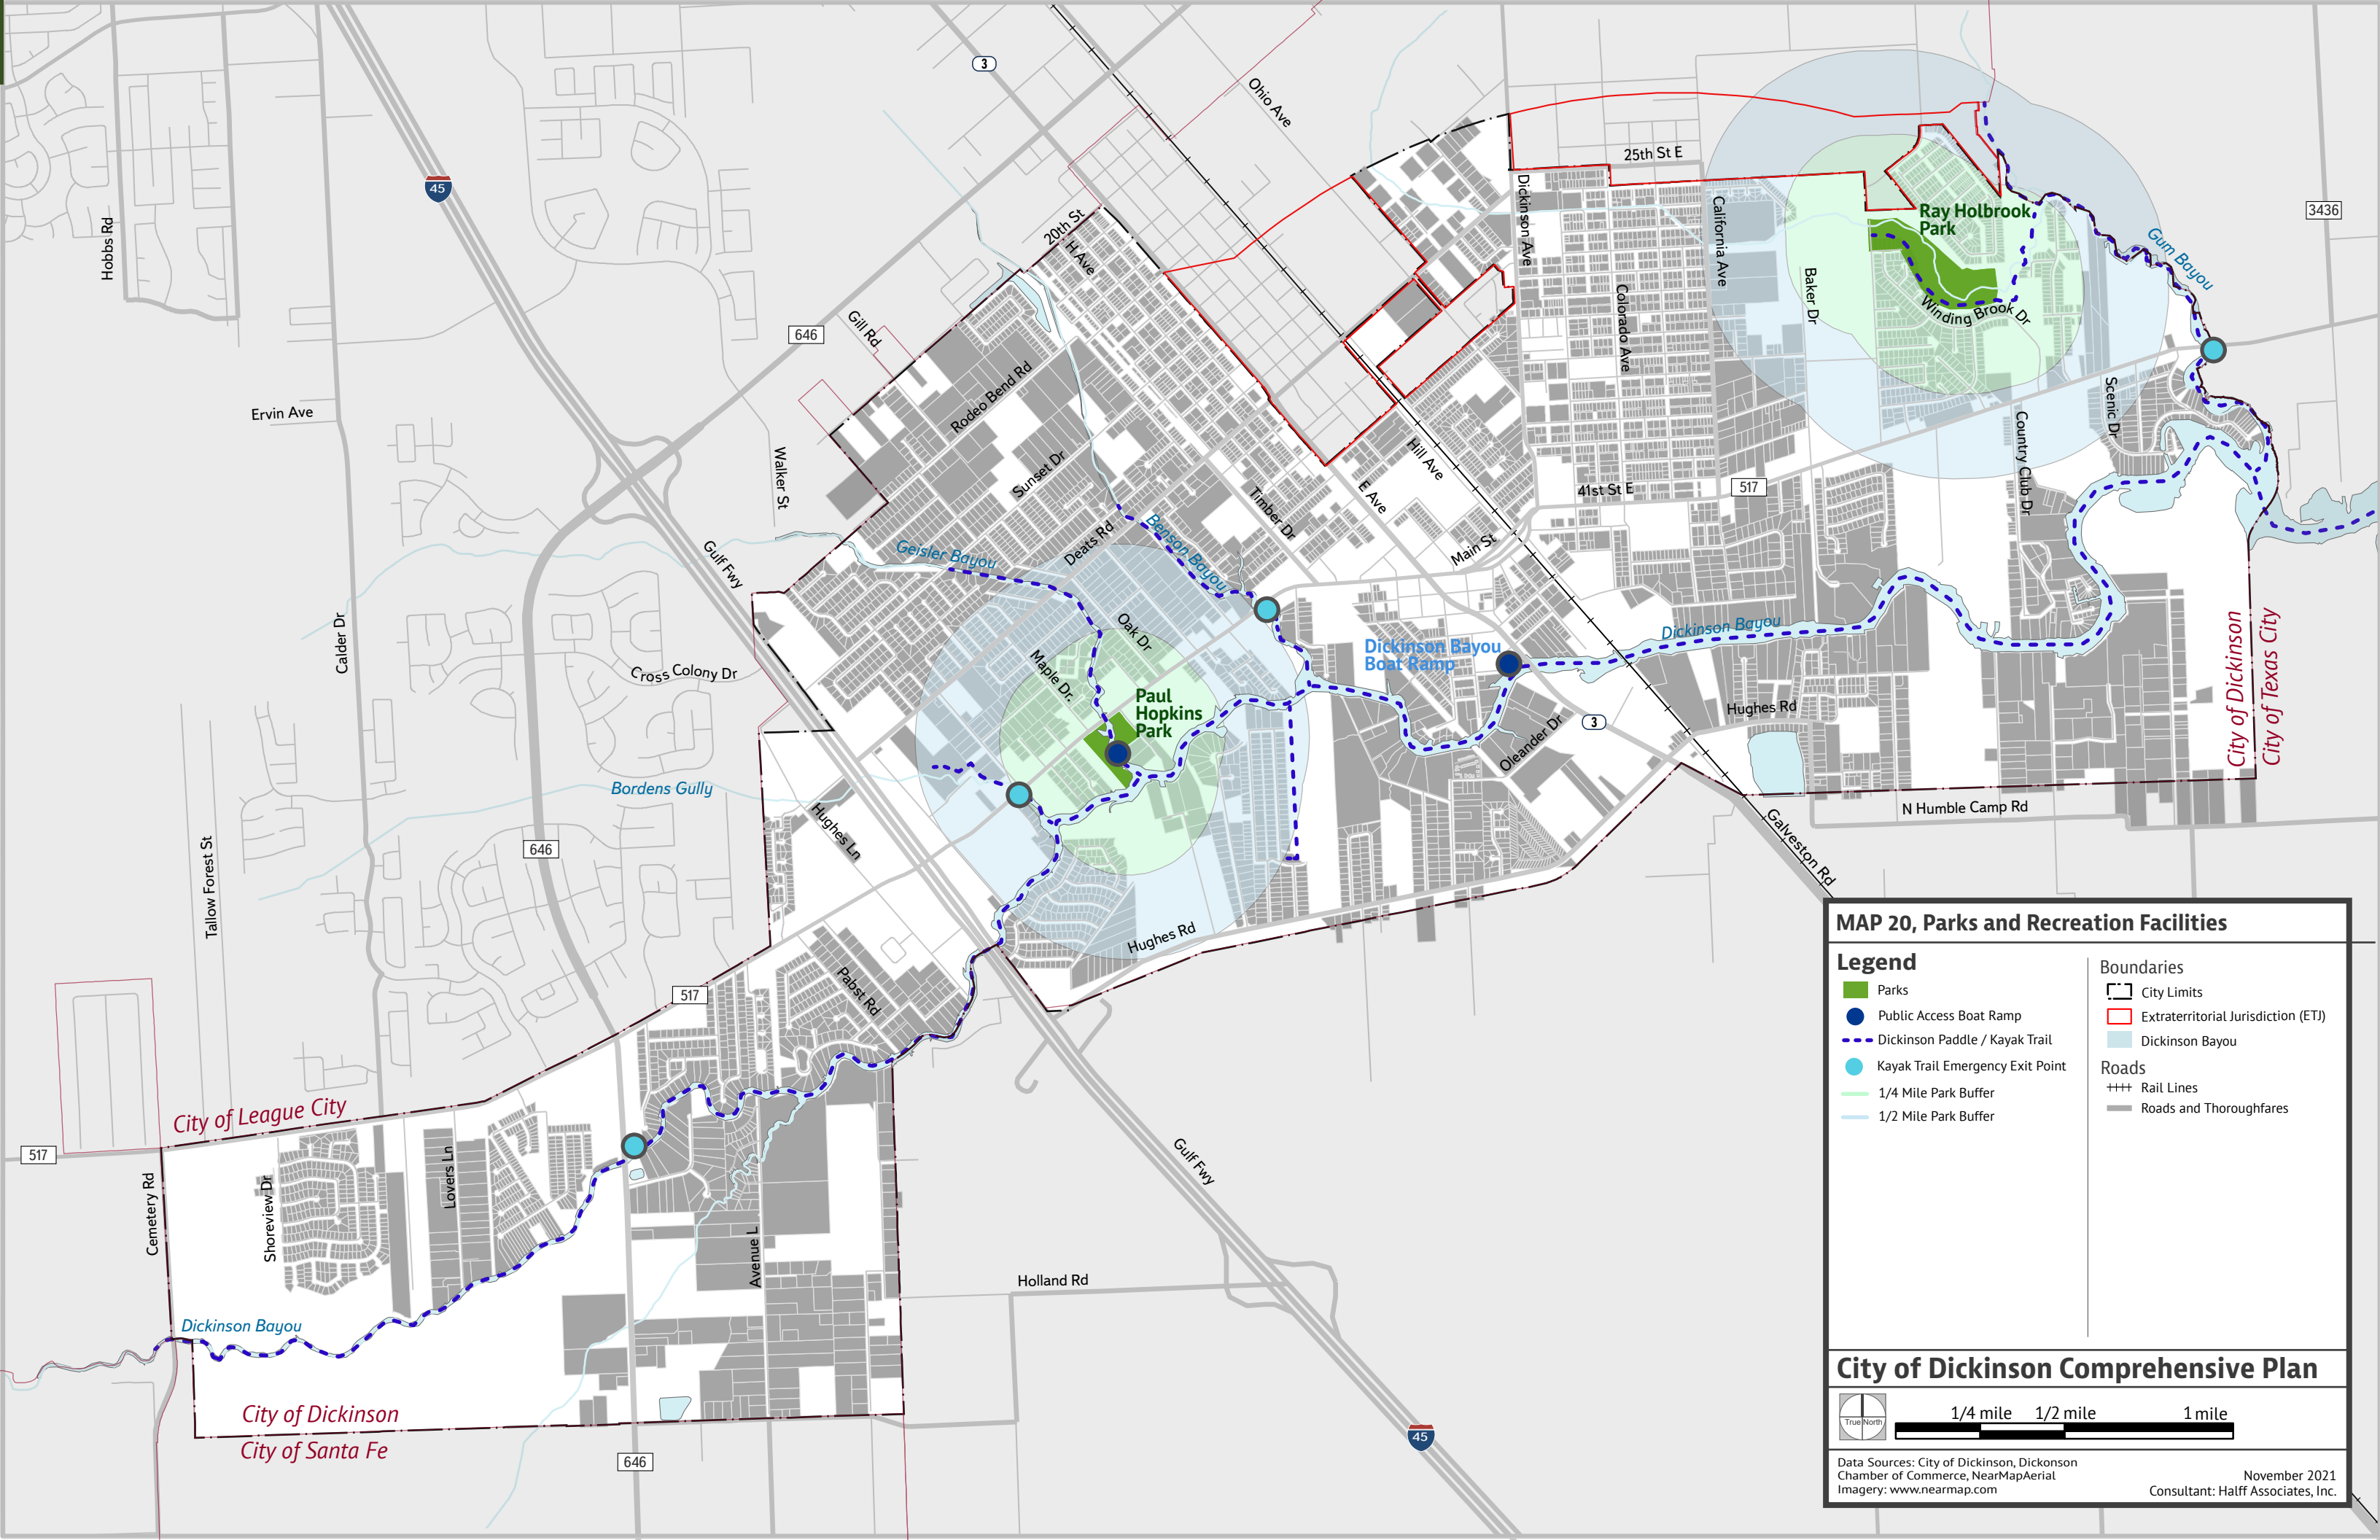 3
Ohio Ave
25th St E
45
Hobbs Rd
20th St
H Ave
Dickinson Ave
California Ave
Ray Holbrook
Park
3436
Gum Bayou
646
Gill Rd
Colorado Ave
Baker Dr
Winding Brook Dr
Rodeo Bend Rd
Ervin Ave
Scenic Dr
Walker St
Sunset Dr
Hill Ave
Country Club Dr
Timber Dr
E Ave
41st St E
517
Geisler Bayou
Deats Rd
Benson Bayou
Main St
Gulf Fwy
Calder Dr
Oak Dr
Dickinson Bayou
Boat Ramp
Dickinson Bayou
City of Dickinson
City of Texas City
Cross Colony Dr
Maple Dr.
Paul
Hopkins
Park
Hughes Rd
3
Oleander Dr
Bordens Gully
Hughes Ln
N Humble Camp Rd
Galveston Rd
646
Tallow Forest St
Hughes Rd
517
Pabst Rd
City of League City
517
Cemetery Rd
Shoreview Dr
Lovers Ln
Avenue L
Gulf Fwy
Holland Rd
Dickinson Bayou
City of Dickinson
City of Santa Fe
646
45
MAP 20, Parks and Recreation Facilities
Legend
Parks
Public Access Boat Ramp
Dickinson Paddle / Kayak Trail
Kayak Trail Emergency Exit Point
1/4 Mile Park Buffer
1/2 Mile Park Buffer
Boundaries
City Limits
Extraterritorial Jurisdiction (ETJ)
Dickinson Bayou
Roads
Rail Lines
Roads and Thoroughfares
City of Dickinson Comprehensive Plan
True North
1/4 mile 1/2 mile 1 mile
Data Sources: City of Dickinson, Dickonson
Chamber of Commerce, NearMapAerial
Imagery: www.nearmap.com
November 2021
Consultant: Halff Associates, Inc.